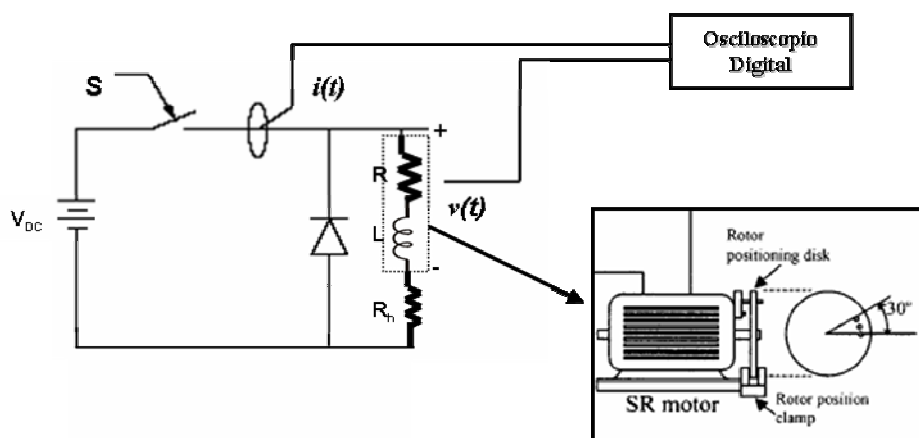 Osciloscopio
Digital
S
i(t)
+
R
V_DC
v(t)
L
-
R_h
Rotor
positioning disk
30°
SR motor
Rotor position
clamp